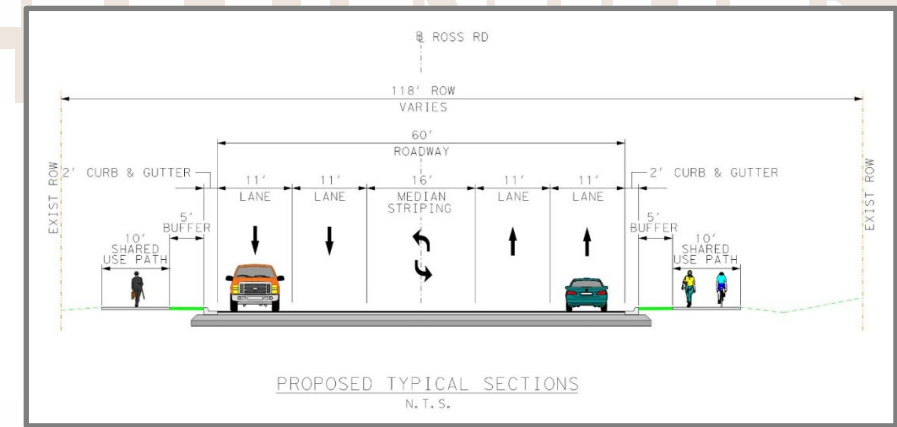 ℄ ROSS RD
118' ROW
VARIES
60'
ROADWAY
EXIST ROW
2' CURB & GUTTER
11'
LANE
11'
LANE
16'
MEDIAN
STRIPING
11'
LANE
11'
LANE
2' CURB & GUTTER
EXIST ROW
5'
BUFFER
10'
SHARED
USE PATH
5'
BUFFER
10'
SHARED
USE PATH
PROPOSED TYPICAL SECTIONS
N.T.S.